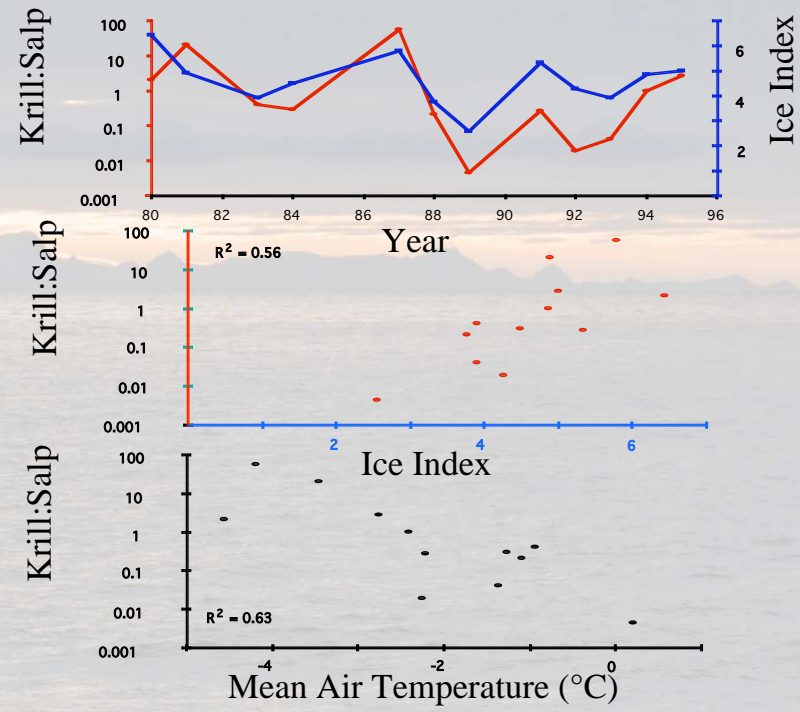 Krill:Salp
100
10
1
0.1
0.01
0.001
6
4
2
Ice Index
80 82 84 86 88 90 92 94 96
Year
Krill:Salp
100
10
1
0.1
0.01
0.001
R² = 0.56
2 4 6
Ice Index
Krill:Salp
100
10
1
0.1
0.01
0.001
R² = 0.63
-4 -2 0
Mean Air Temperature (°C)